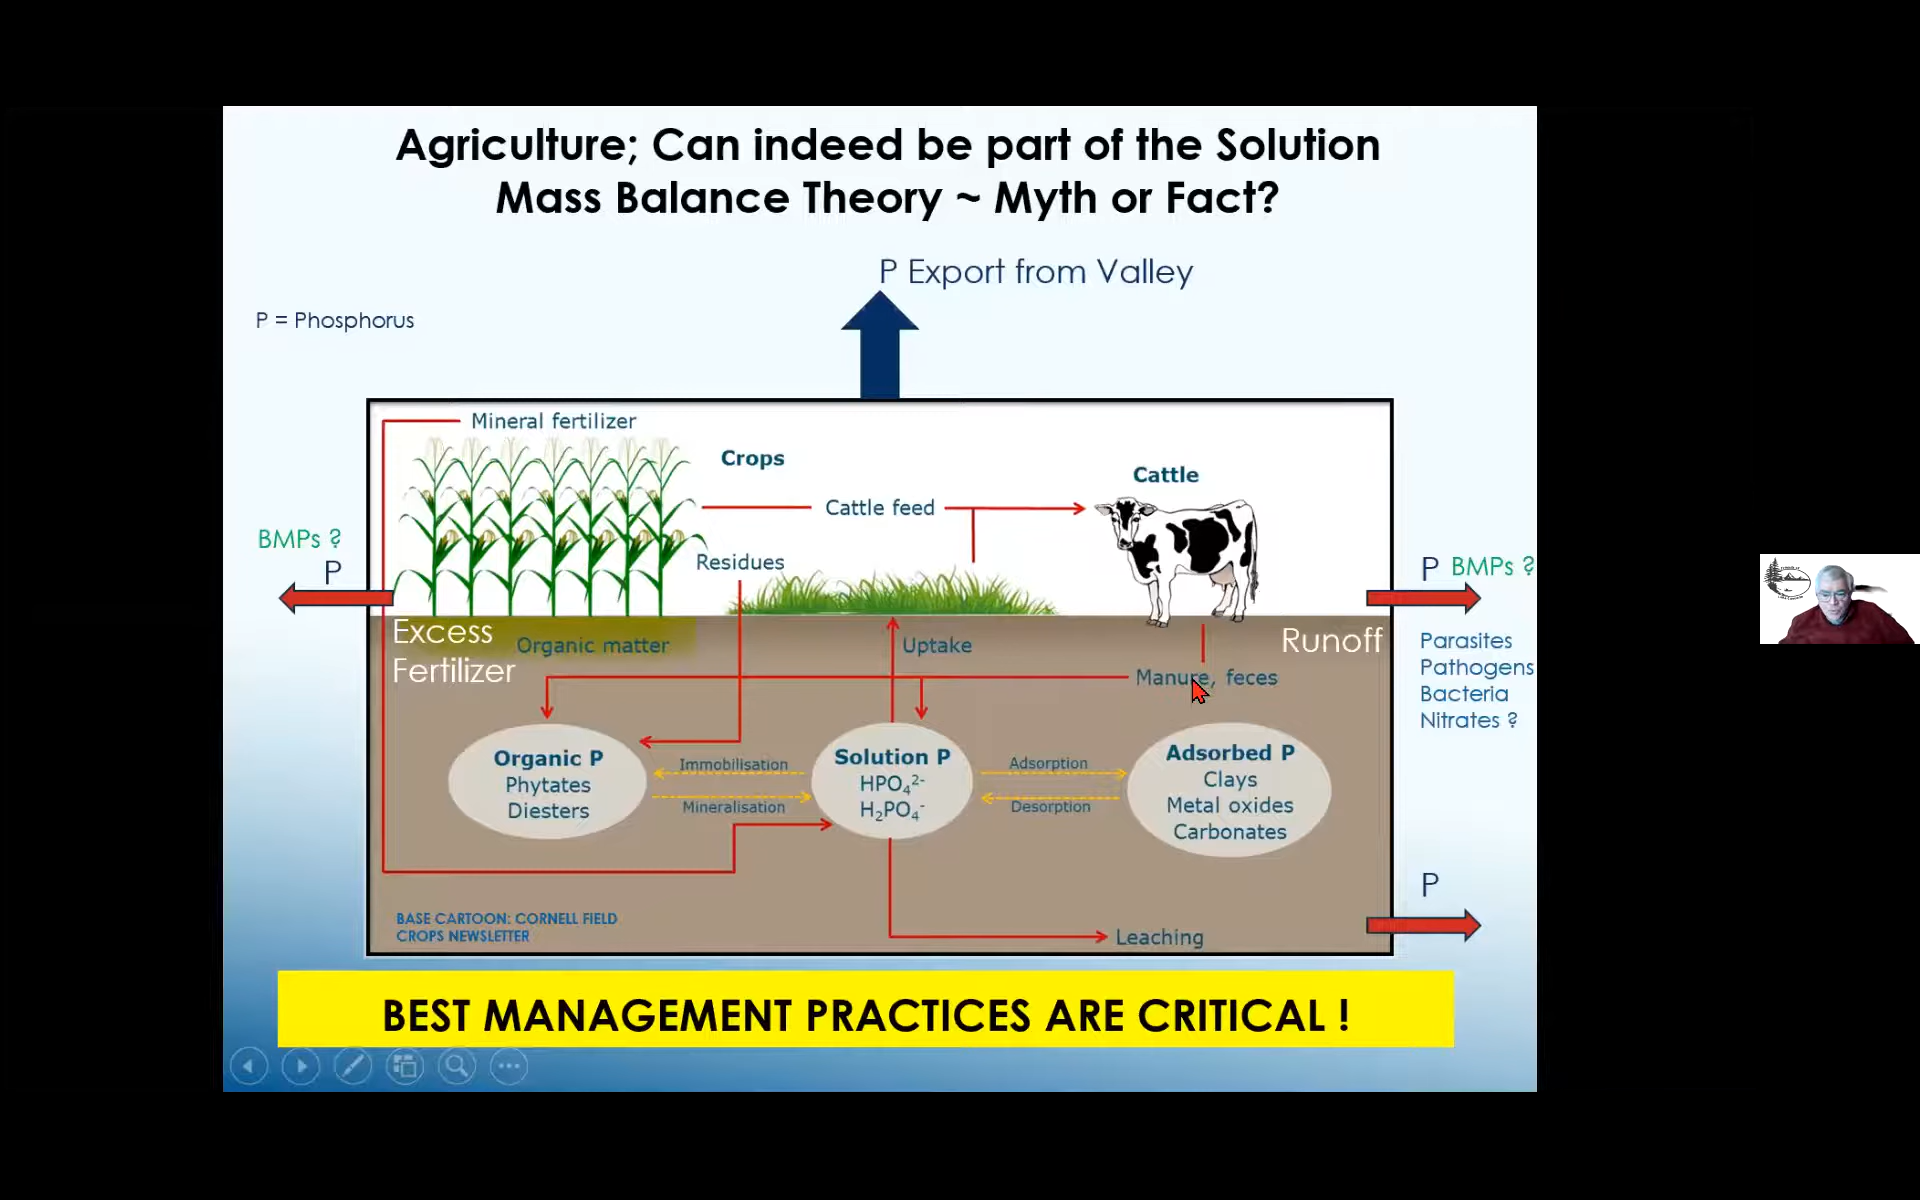 Agriculture; Can indeed be part of the Solution
Mass Balance Theory ~ Myth or Fact?
P Export from Valley
P = Phosphorus
Mineral fertilizer
Crops
Cattle
Cattle feed
BMPs ?
P
Residues
P BMPs ?
Excess
Fertilizer
Organic matter
Uptake
Runoff
Manure, feces
Parasites
Pathogens
Bacteria
Nitrates ?
Organic P
Phytates
Diesters
Immobilisation
Mineralisation
Solution P
HPO₄²⁻
H₂PO₄⁻
Adsorption
Desorption
Adsorbed P
Clays
Metal oxides
Carbonates
P
BASE CARTOON: CORNELL FIELD
CROPS NEWSLETTER
Leaching
BEST MANAGEMENT PRACTICES ARE CRITICAL !